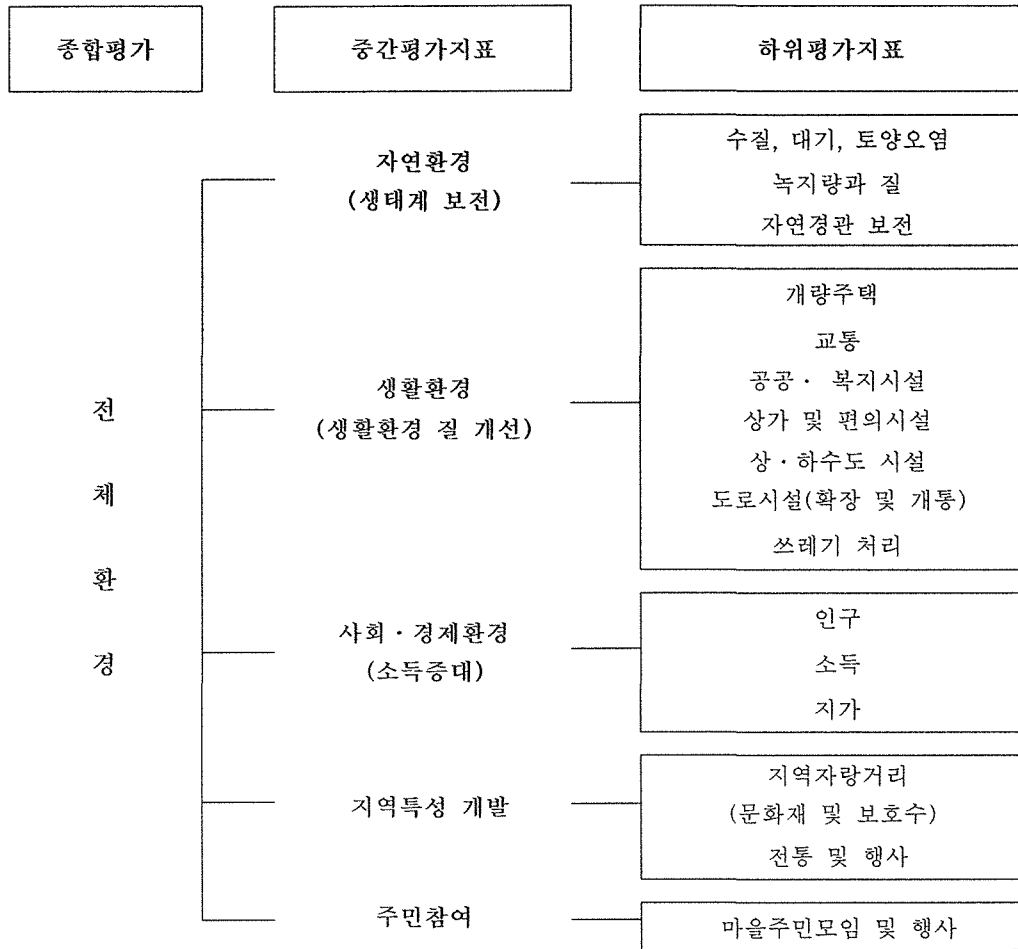 종합평가
중간평가지표
하위평가지표
전
체
환
경
자연환경
(생태계 보전)
수질, 대기, 토양오염
녹지량과 질
자연경관 보전
생활환경
(생활환경 질 개선)
개량주택
교통
공공· 복지시설
상가 및 편의시설
상·하수도 시설
도로시설(확장 및 개통)
쓰레기 처리
사회·경제환경
(소득증대)
인구
소득
지가
지역특성 개발
지역자랑거리
(문화재 및 보호수)
전통 및 행사
주민참여
마을주민모임 및 행사